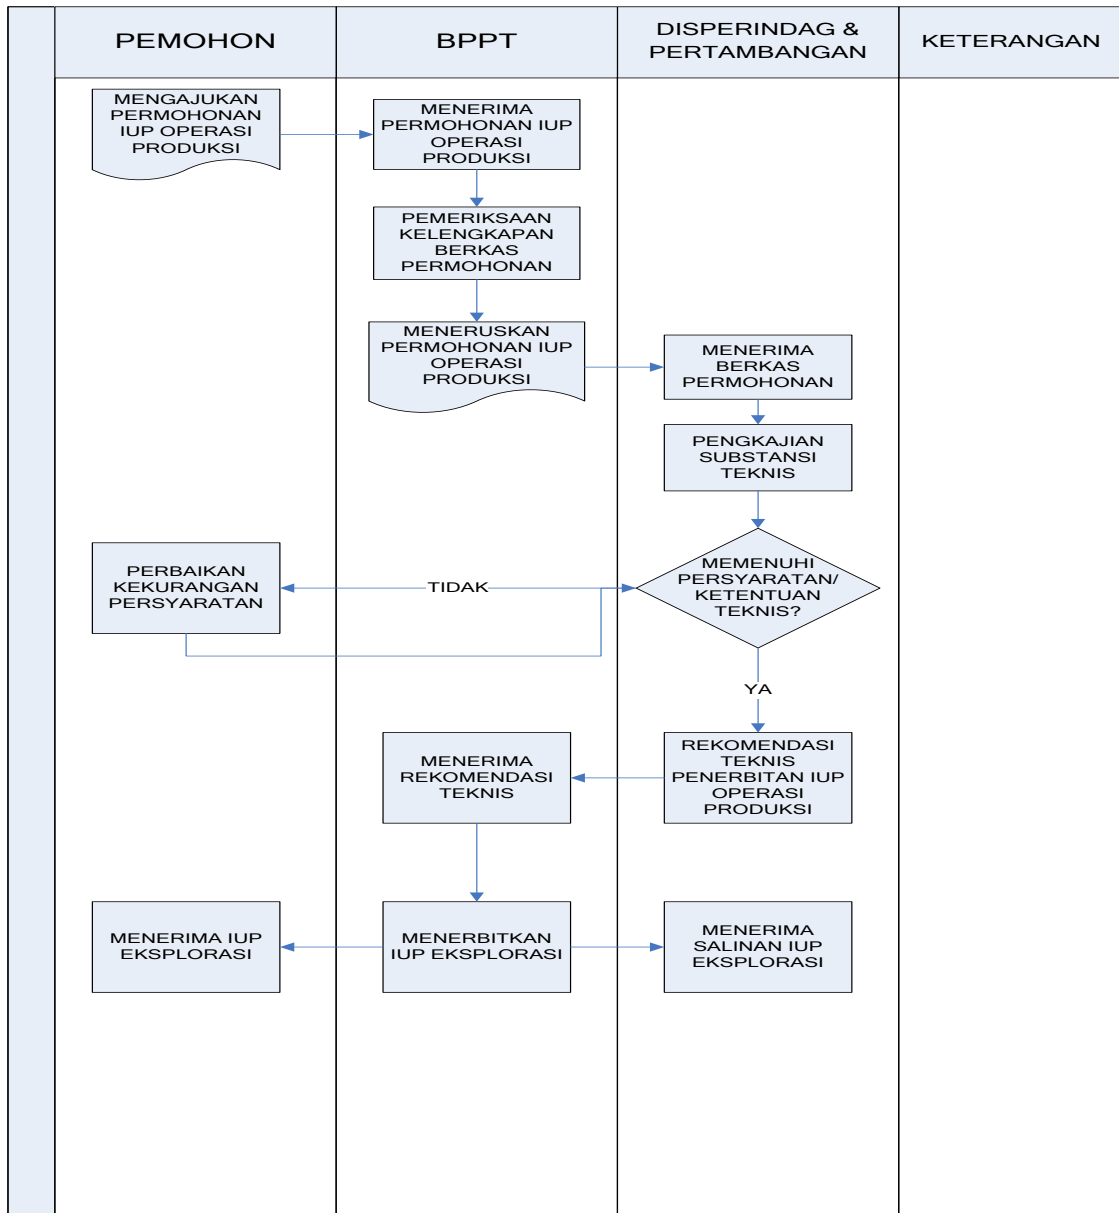 PEMOHON
BPPT
DISPERINDAG &
PERTAMBANGAN
KETERANGAN
MENGAJUKAN
PERMOHONAN
IUP OPERASI
PRODUKSI
MENERIMA
PERMOHONAN IUP
OPERASI
PRODUKSI
PEMERIKSAAN
KELENGKAPAN
BERKAS
PERMOHONAN
MENERUSKAN
PERMOHONAN IUP
OPERASI
PRODUKSI
MENERIMA
BERKAS
PERMOHONAN
PENGKAJIAN
SUBSTANSI
TEKNIS
MEMENUHI
PERSYARATAN/
KETENTUAN
TEKNIS?
TIDAK
PERBAIKAN
KEKURANGAN
PERSYARATAN
YA
REKOMENDASI
TEKNIS
PENERBITAN IUP
OPERASI
PRODUKSI
MENERIMA
REKOMENDASI
TEKNIS
MENERIMA IUP
EKSPLORASI
MENERBITKAN
IUP EKSPLORASI
MENERIMA
SALINAN IUP
EKSPLORASI